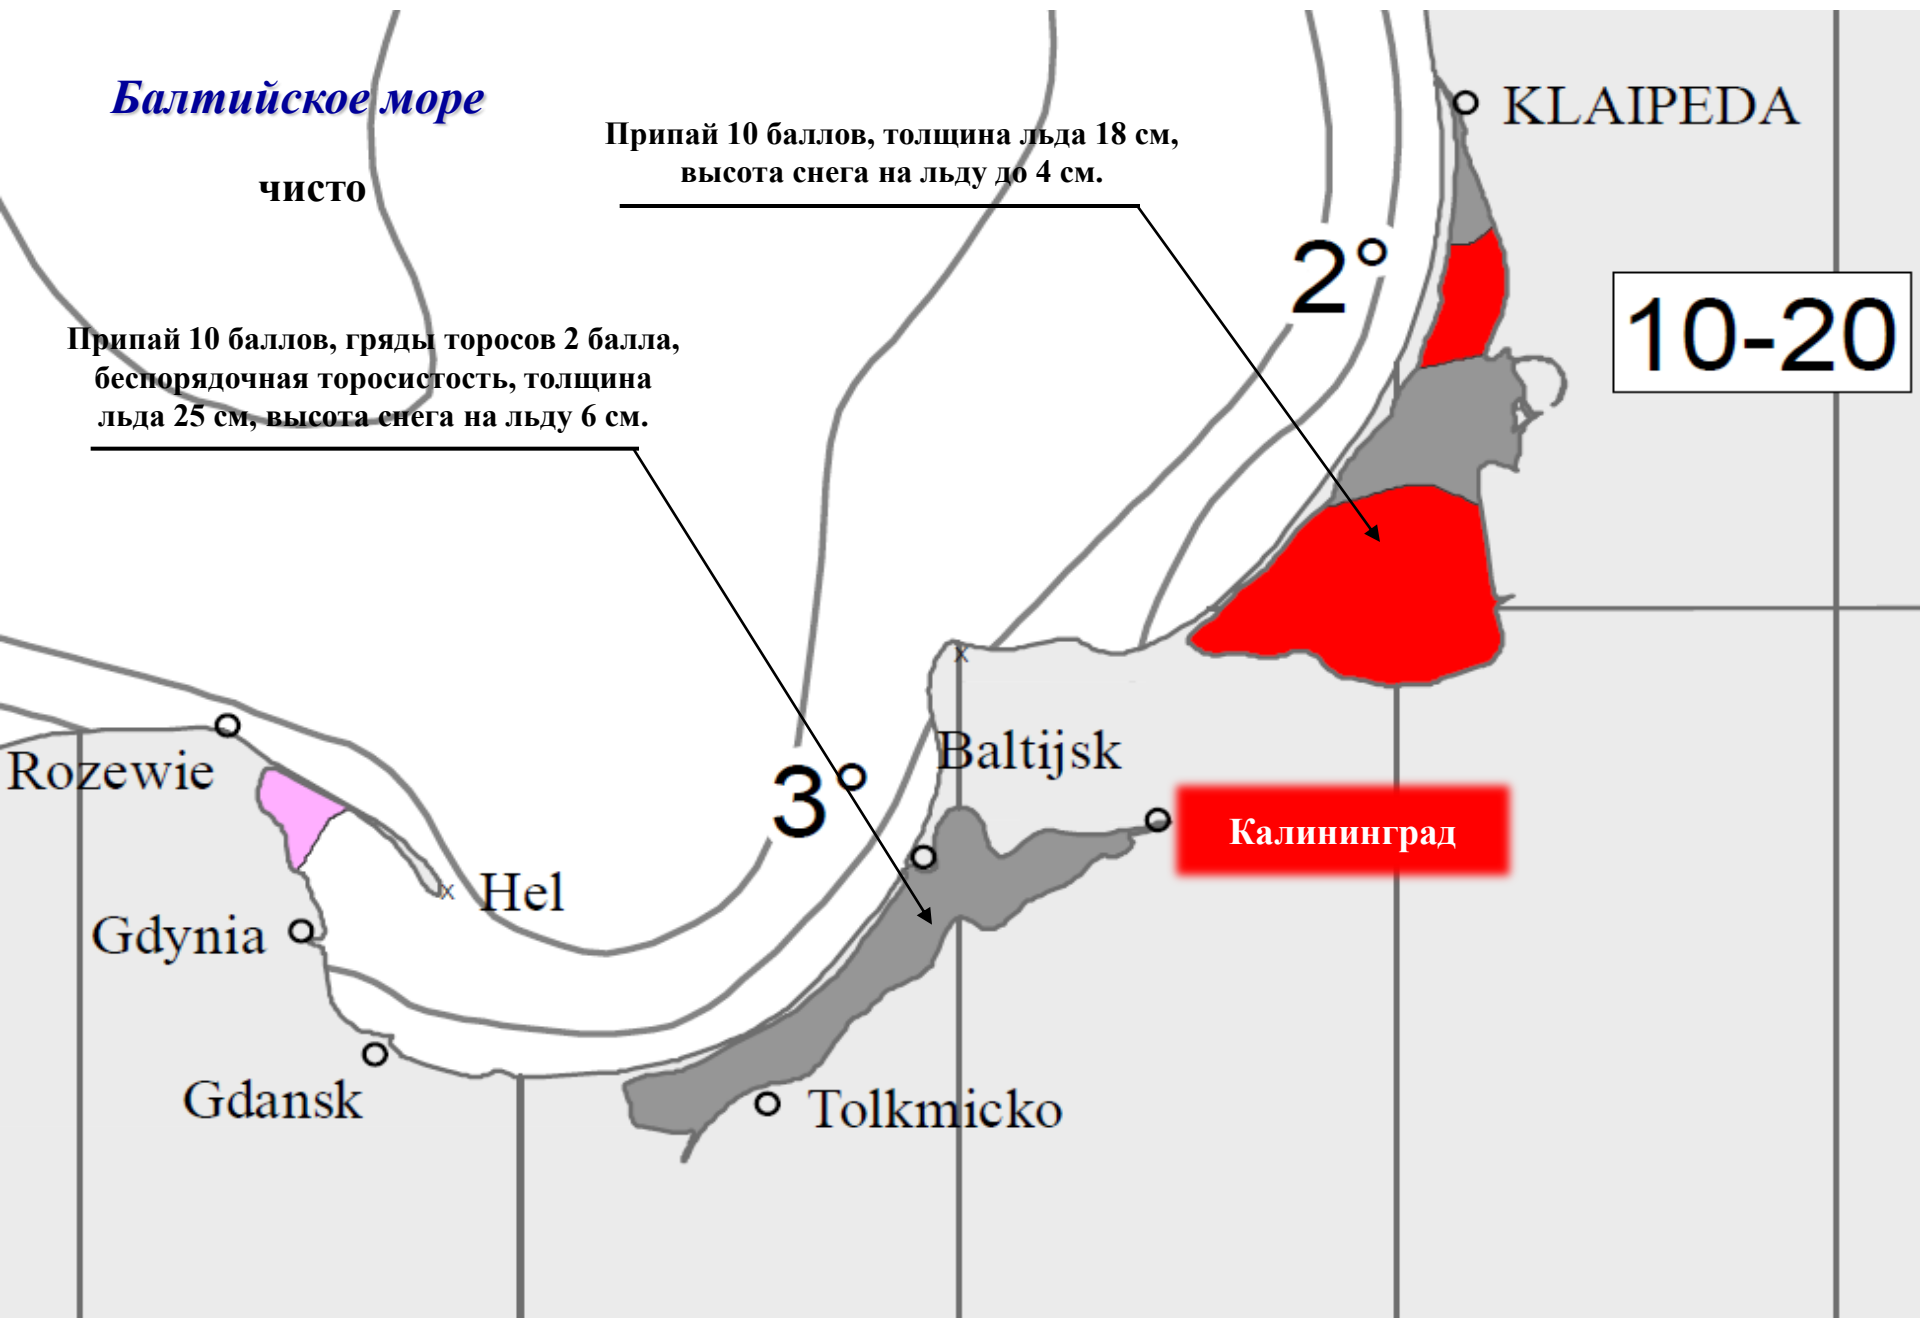 Балтийское море
чисто
Припай 10 баллов, толщина льда 18 см,
высота снега на льду до 4 см.
KLAIPEDA
2°
10-20
Припай 10 баллов, гряды торосов 2 балла,
беспорядочная торосистость, толщина
льда 25 см, высота снега на льду 6 см.
x
Rozewie
Baltijsk
3°
Калининград
x Hel
Gdynia
Gdansk
Tolkmicko